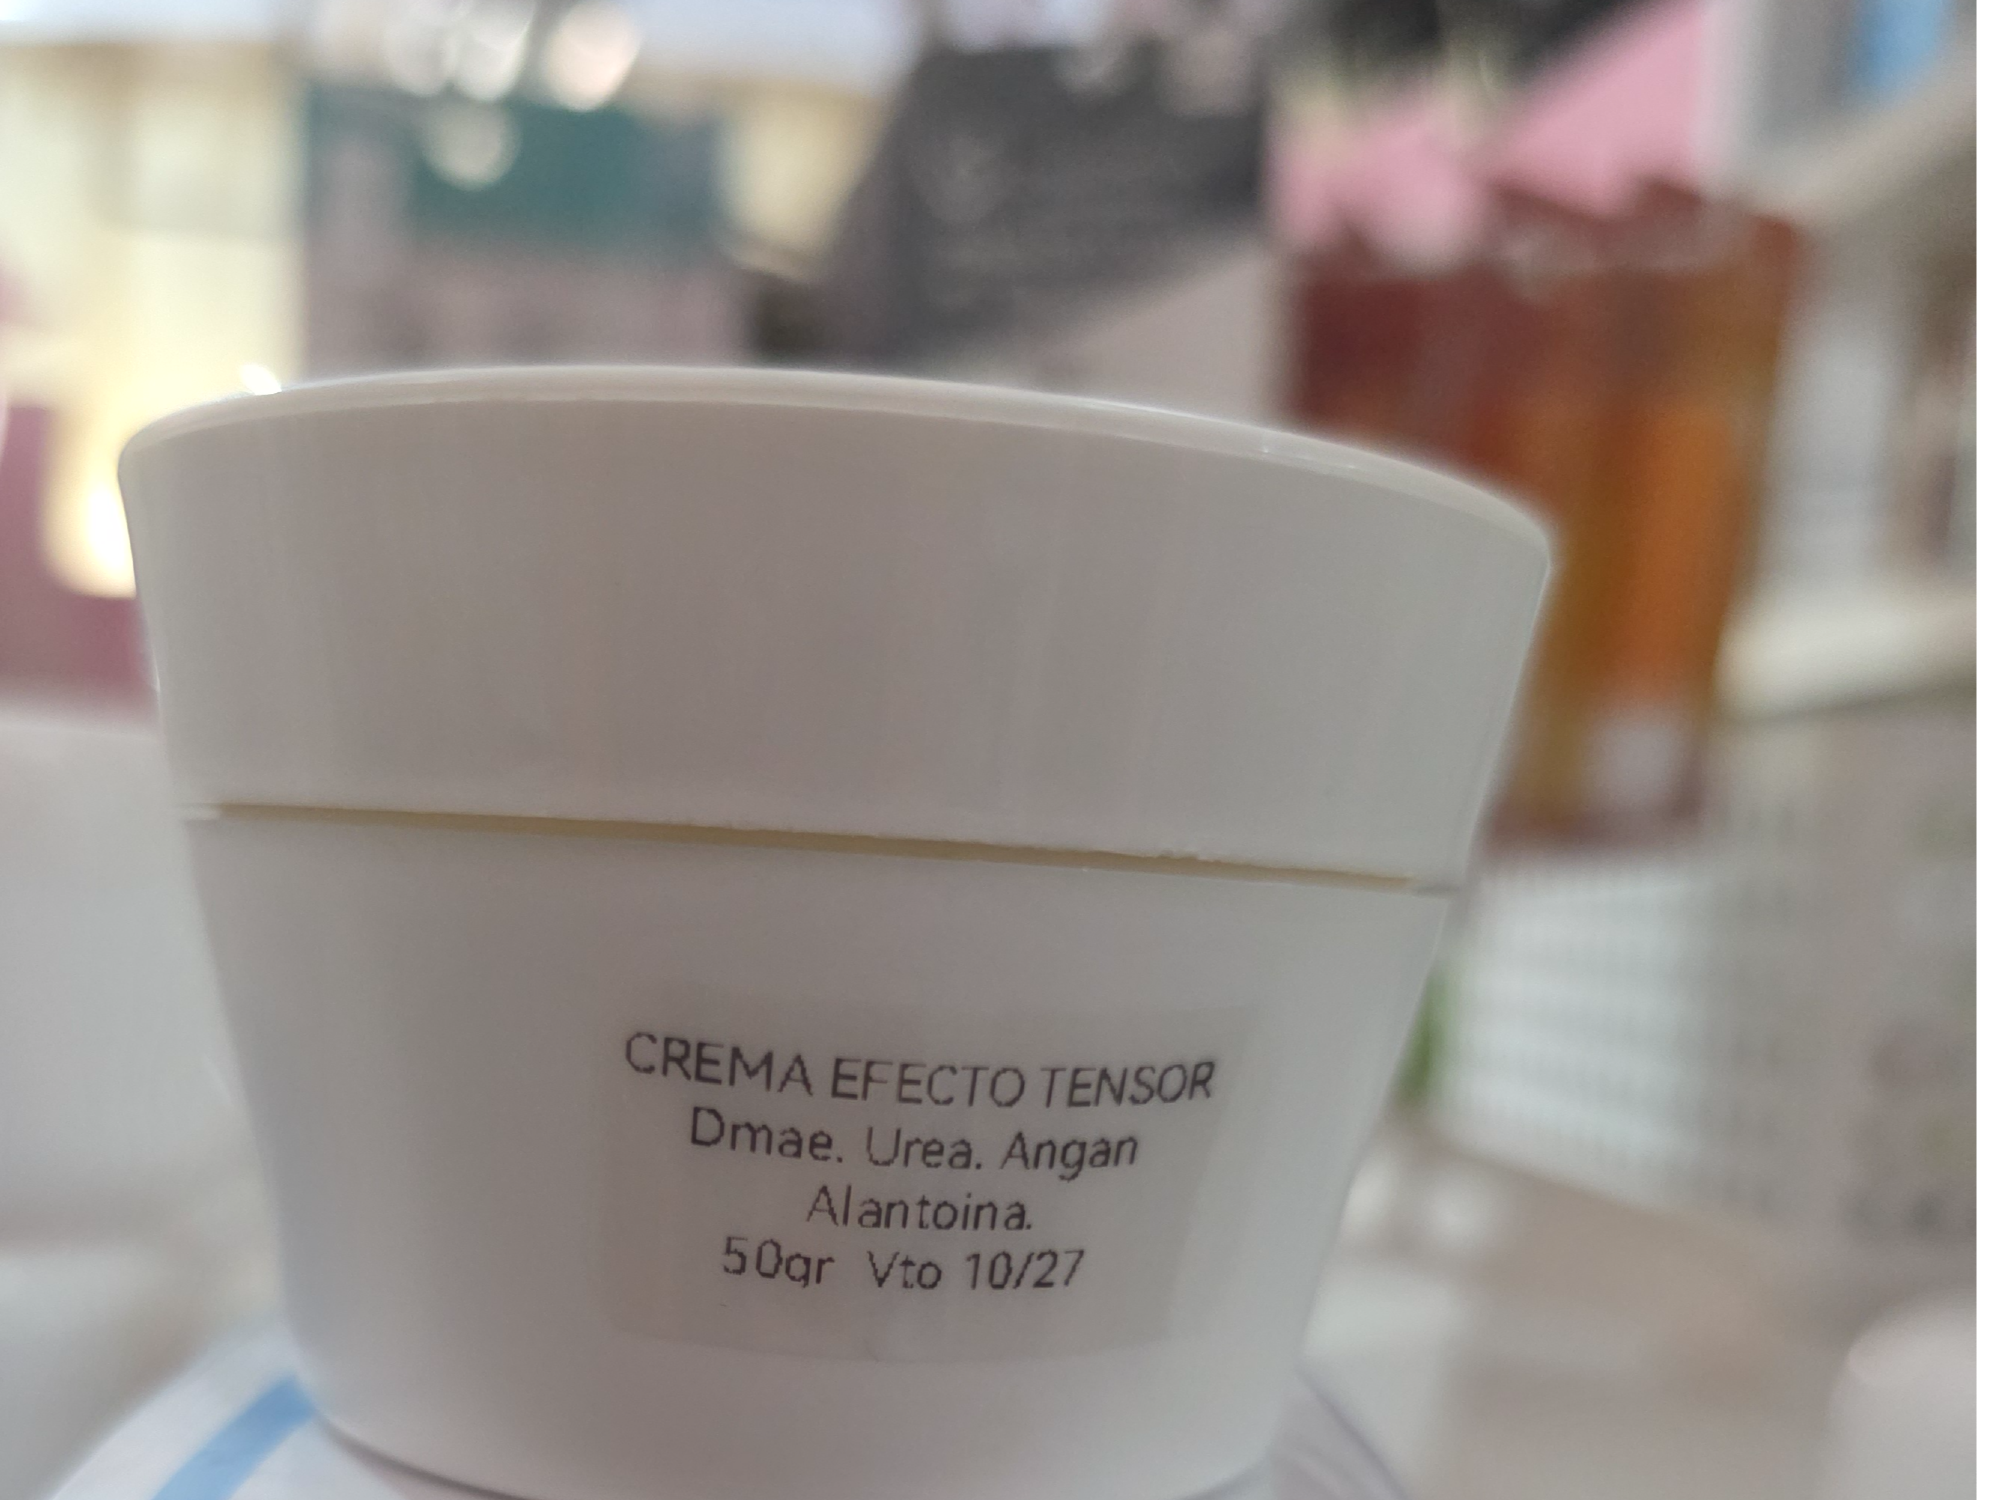 CREMA EFECTO TENSOR
Dmae. Urea. Angan
Alantoina.
50gr Vto 10/27